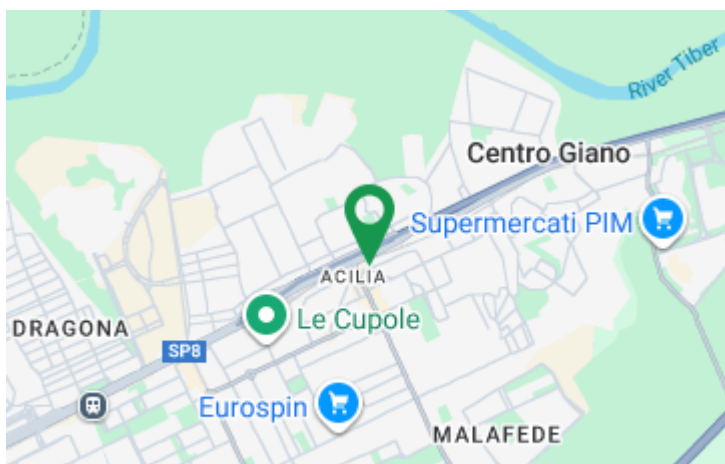 River Tiber
Centro Giano
Supermercati PIM
ACILIA
Le Cupole
DRAGONA
SP8
Eurospin
MALAFEDE